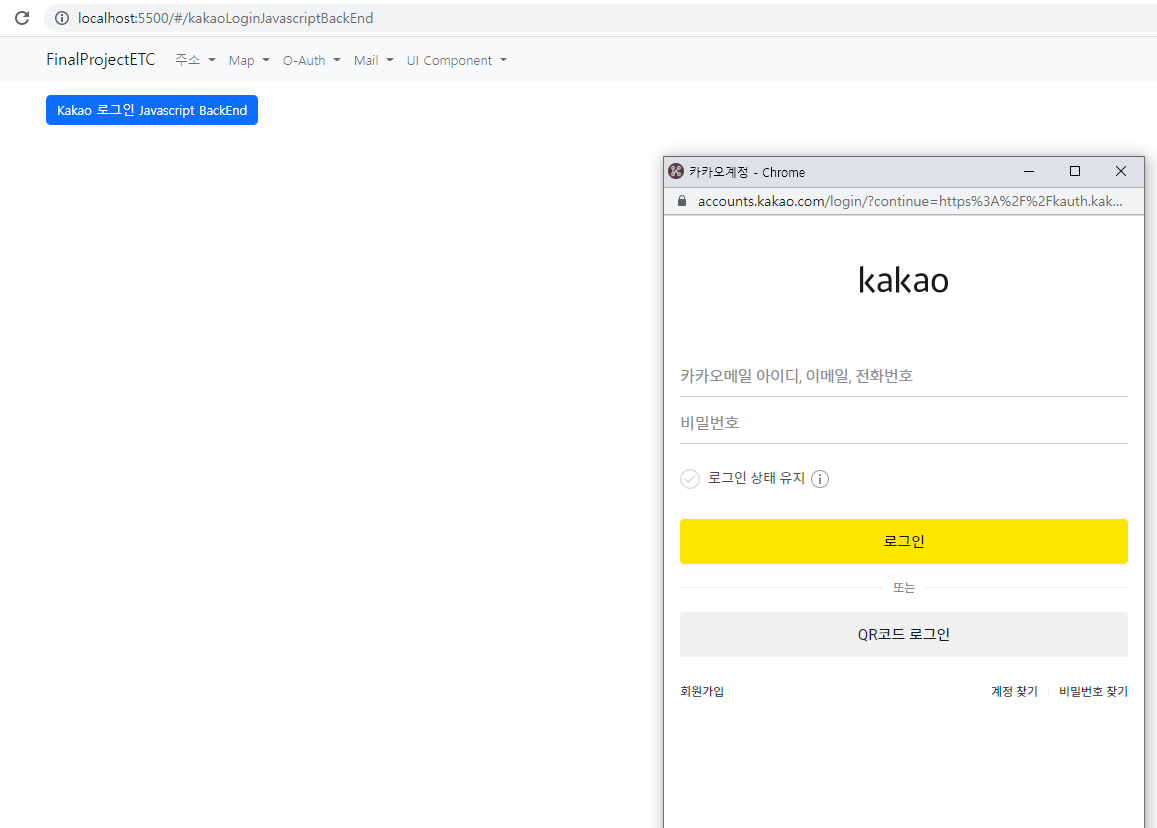 localhost:5500/#/kakaoLoginJavascriptBackEnd
FinalProjectETC 주소 Map O-Auth Mail UI Component
Kakao 로그인 Javascript BackEnd
카카오계정 - Chrome
accounts.kakao.com/login/?continue=https%3A%2F%2Fkauth.kak...
kakao
카카오메일 아이디, 이메일, 전화번호
비밀번호
로그인 상태 유지
로그인
또는
QR코드 로그인
회원가입 계정 찾기 비밀번호 찾기